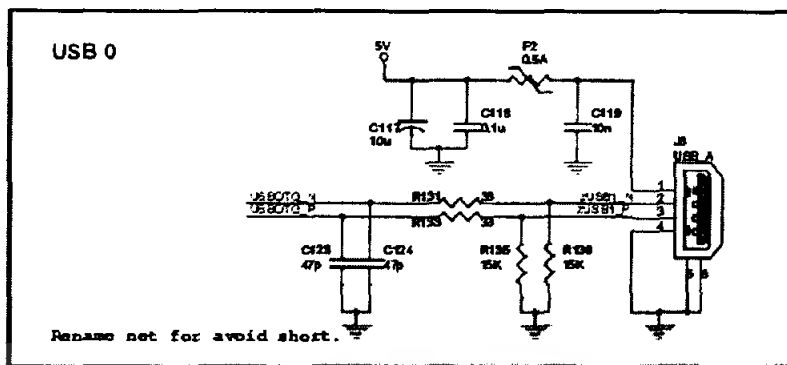 USB 0
5V
F2
0.5A
C117
10u
C118
0.1u
C119
10n
J8
USB_A
1
2
3
4
R131
33
R133
33
C123
47p
C124
47p
R135
15K
R136
15K
5
6
Rename net for avoid short.